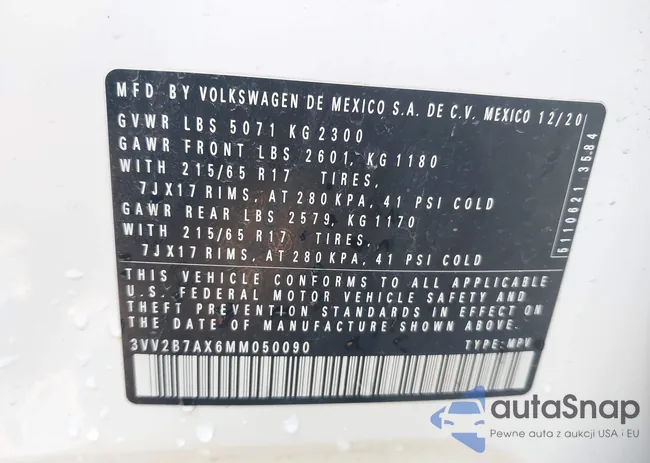 MFD BY VOLKSWAGEN DE MEXICO S.A. DE C.V. MEXICO 12/20
GVWR LBS 5071 KG 2300
GAWR FRONT LBS 2601, KG 1180
WITH 215/65 R17 TIRES,
7JX17 RIMS, AT 280 KPA, 41 PSI COLD
GAWR REAR LBS 2579, KG 1170
WITH 215/65 R17 TIRES,
7JX17 RIMS, AT 280 KPA, 41 PSI COLD
THIS VEHICLE CONFORMS TO ALL APPLICABLE
U.S. FEDERAL MOTOR VEHICLE SAFETY AND
THEFT PREVENTION STANDARDS IN EFFECT ON
THE DATE OF MANUFACTURE SHOWN ABOVE.
3VV2B7AX6MM050090 TYPE: MPV
5110621 35.84
autaSnap
Pewne auta z aukcji USA i EU